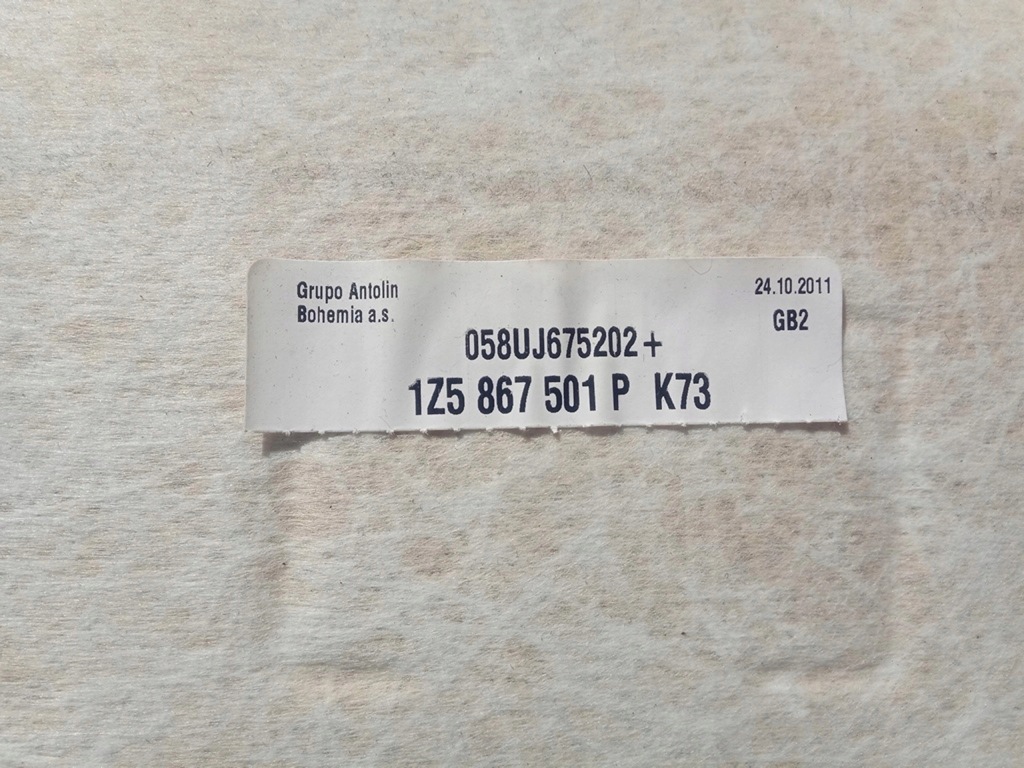 Grupo Antolin
Bohemia a.s.
24.10.2011
GB2
058UJ675202+
1Z5 867 501 P K73